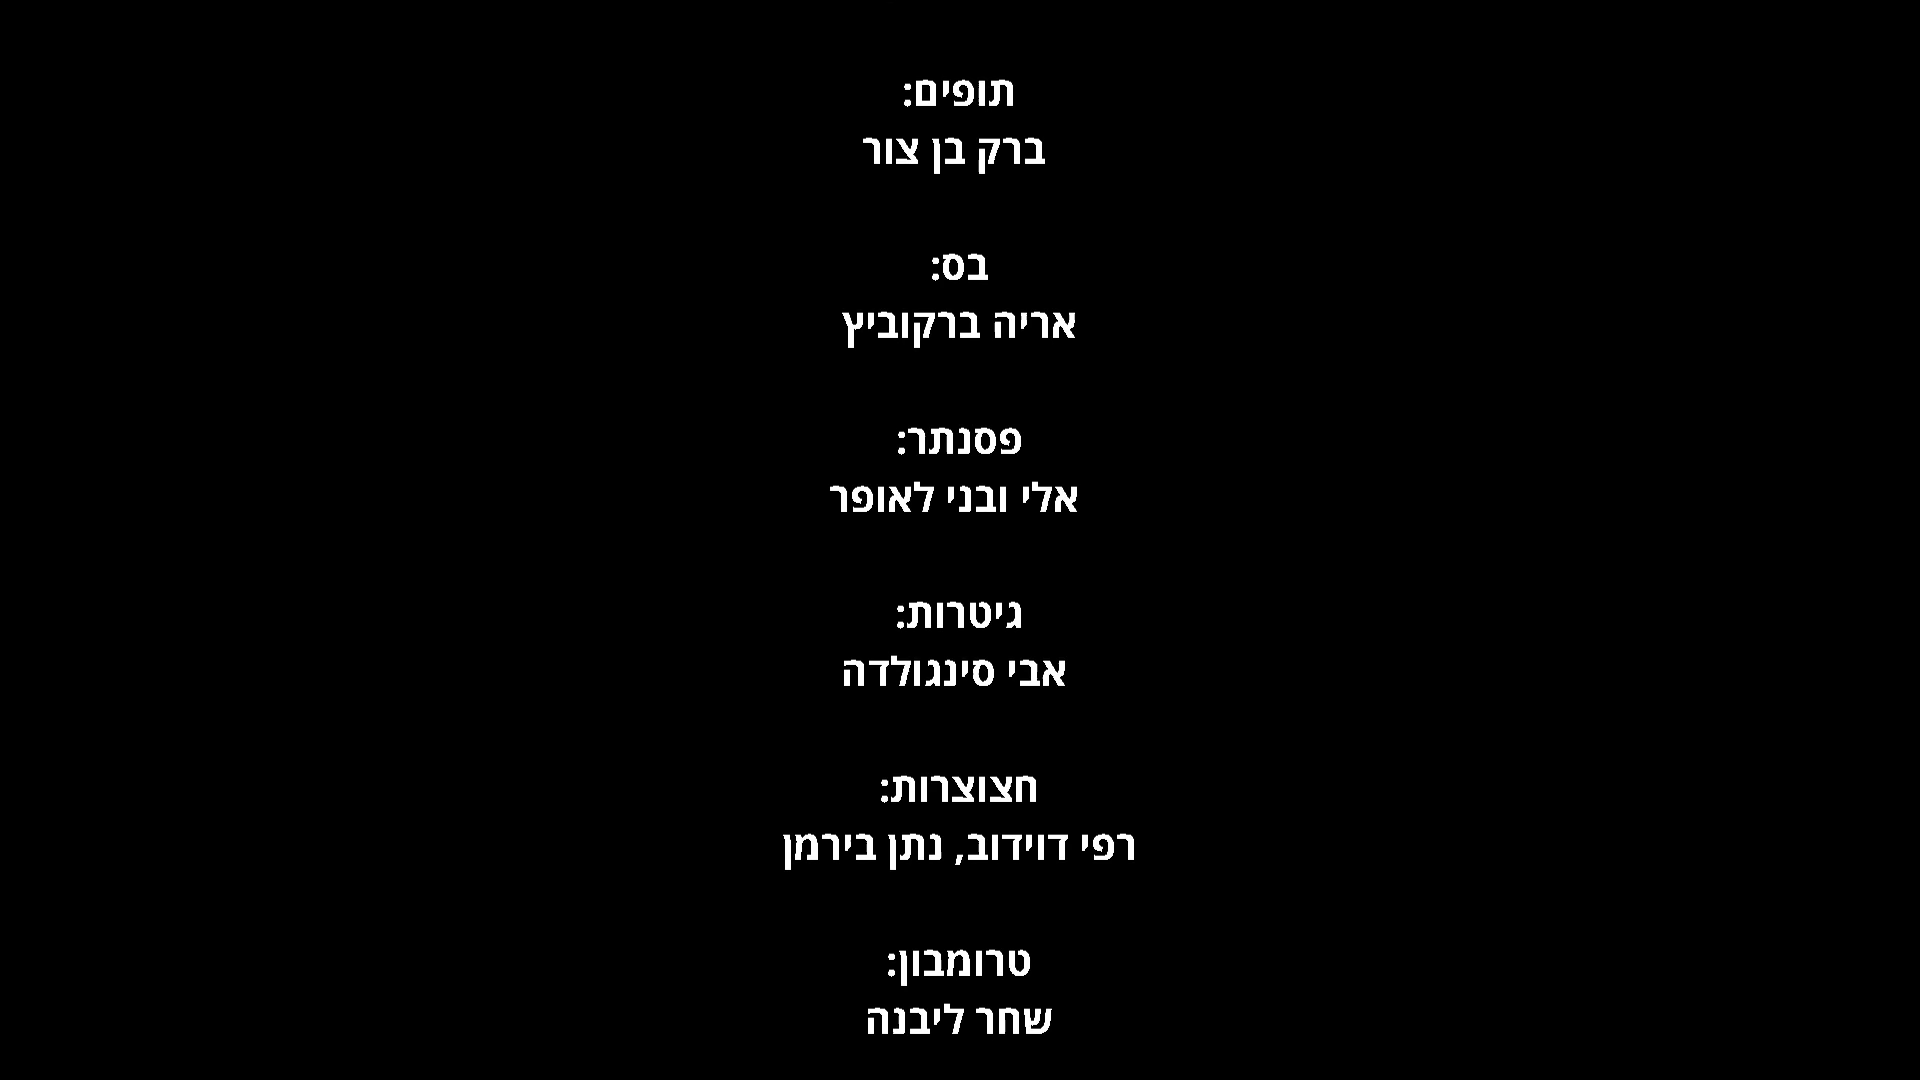 תופים:
ברק בן צור
בס:
אריה ברקוביץ
פסנתר:
אלי ובני לאופר
גיטרות:
אבי סינגולדה
חצוצרות:
רפי דוידוב, נתן בירמן
טרומבון:
שחר ליבנה